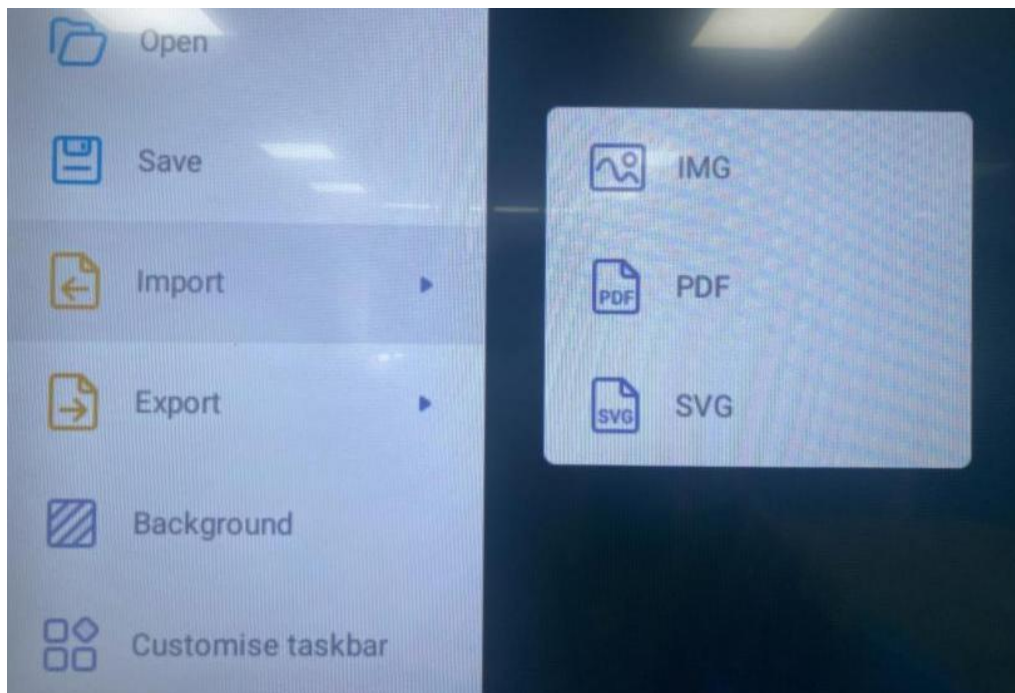 Open
Save
Import
Export
Background
Customise taskbar
IMG
PDF
PDF
SVG
SVG